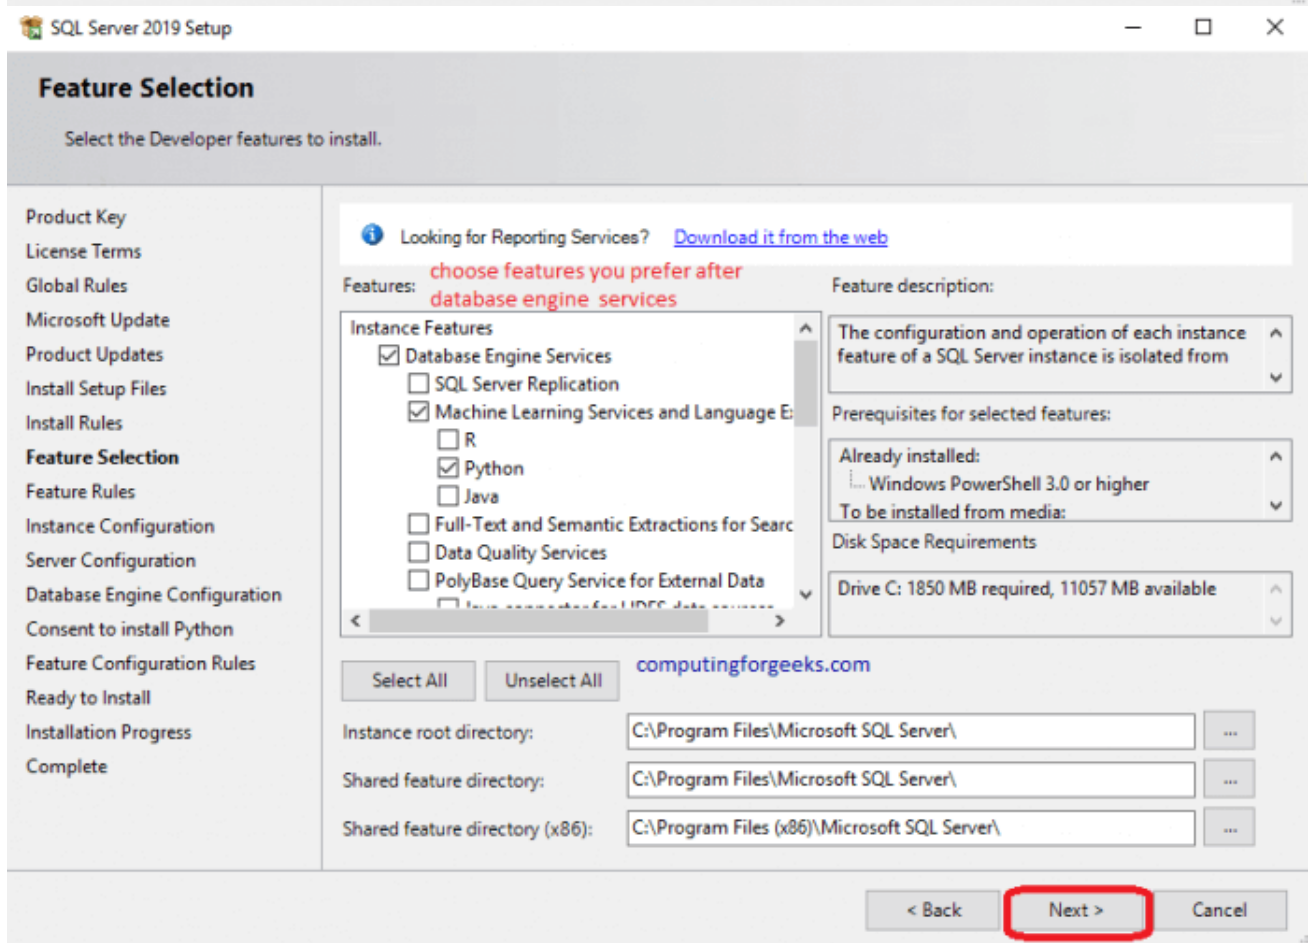 SQL Server 2019 Setup
Feature Selection
Select the Developer features to install.
Product Key
License Terms
Global Rules
Microsoft Update
Product Updates
Install Setup Files
Install Rules
Feature Selection
Feature Rules
Instance Configuration
Server Configuration
Database Engine Configuration
Consent to install Python
Feature Configuration Rules
Ready to Install
Installation Progress
Complete
Looking for Reporting Services? Download it from the web
choose features you prefer after
database engine services
Features:
Instance Features
Database Engine Services
SQL Server Replication
Machine Learning Services and Language E
R
Python
Java
Full-Text and Semantic Extractions for Searc
Data Quality Services
PolyBase Query Service for External Data
Java connector for HDFS data sources
Feature description:
The configuration and operation of each instance
feature of a SQL Server instance is isolated from
Prerequisites for selected features:
Already installed:
Windows PowerShell 3.0 or higher
To be installed from media:
Disk Space Requirements
Drive C: 1850 MB required, 11057 MB available
Select All
Unselect All
computingforgeeks.com
Instance root directory:
C:\Program Files\Microsoft SQL Server\
...
Shared feature directory:
C:\Program Files\Microsoft SQL Server\
...
Shared feature directory (x86):
C:\Program Files (x86)\Microsoft SQL Server\
...
< Back
Next >
Cancel